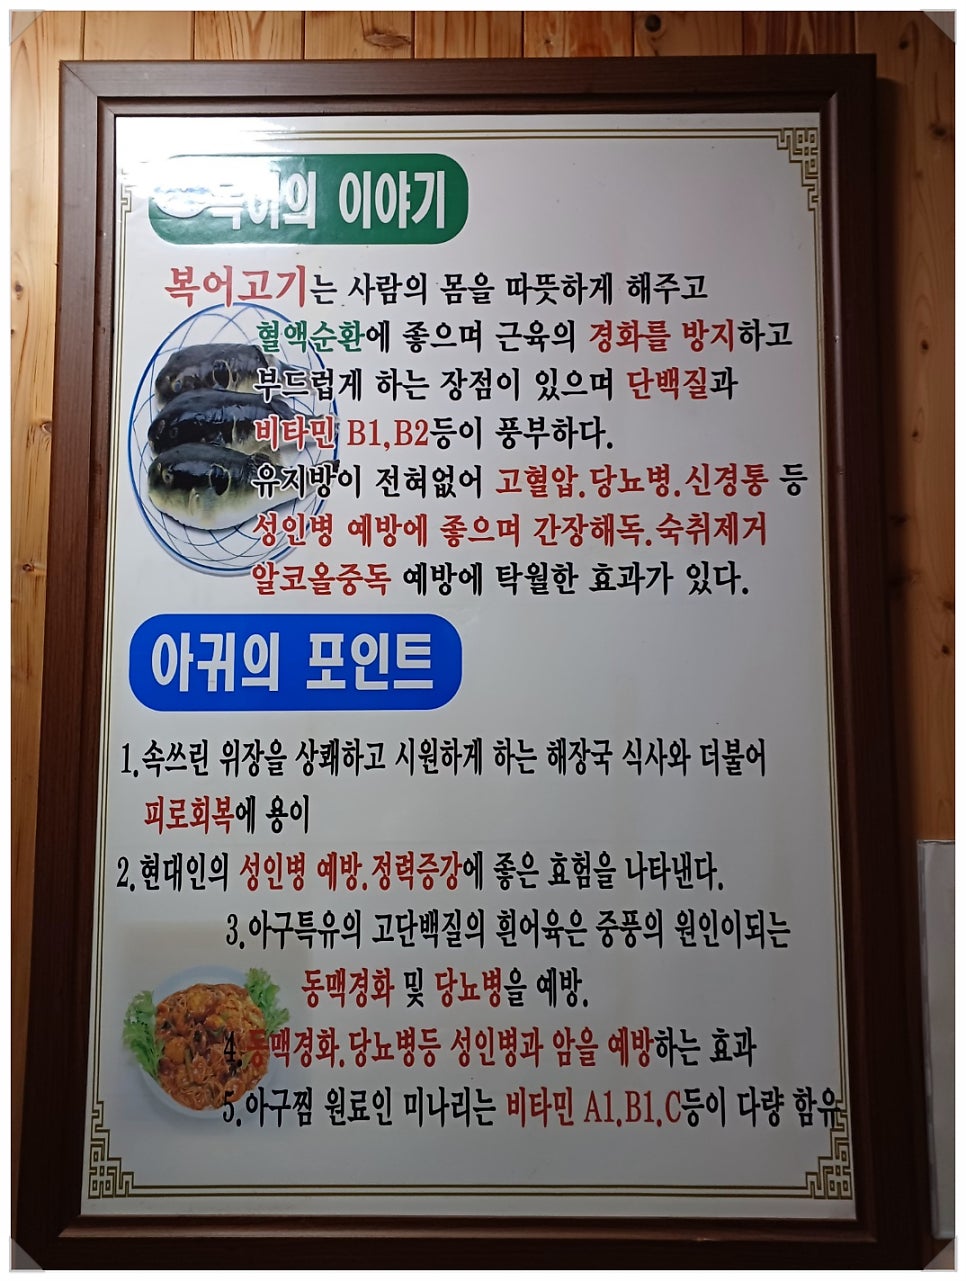 이야기
복어고기는 사람의 몸을 따뜻하게 해주고
혈액순환에 좋으며 근육의 경화를 방지하고
부드럽게 하는 장점이 있으며 단백질과
비타민 B1,B2등이 풍부하다.
유지방이 전혀없어 고혈압.당뇨병.신경통 등
성인병 예방에 좋으며 간장해독.숙취제거
알코올중독 예방에 탁월한 효과가 있다.
아귀의 포인트
1.속쓰린 위장을 상쾌하고 시원하게 하는 해장국 식사와 더불어
피로회복에 용이
2.현대인의 성인병 예방.정력증강에 좋은 효험을 나타낸다.
3.아구특유의 고단백질의 흰어육은 중풍의 원인이되는
동맥경화 및 당뇨병을 예방.
4.동맥경화.당뇨병등 성인병과 암을 예방하는 효과
5.아구찜 원료인 미나리는 비타민 A1.B1.C등이 다량 함유